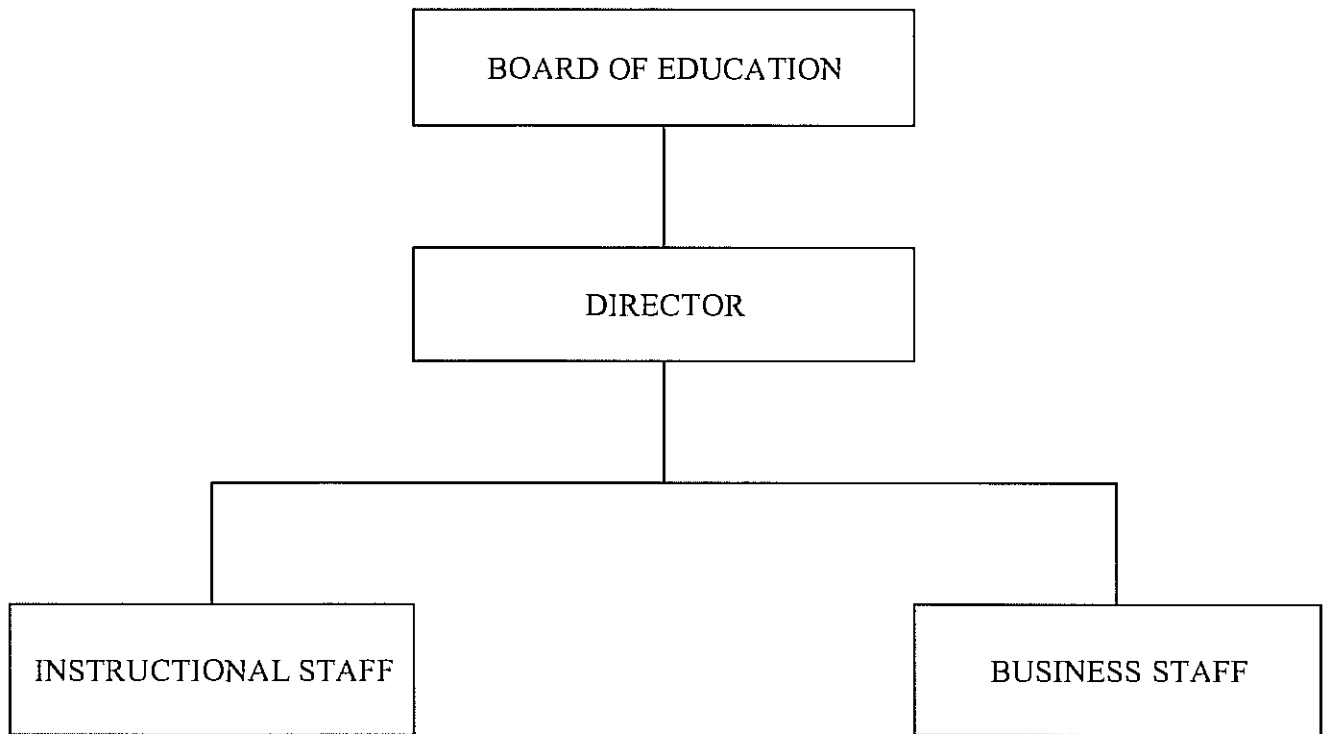 BOARD OF EDUCATION
DIRECTOR
INSTRUCTIONAL STAFF
BUSINESS STAFF